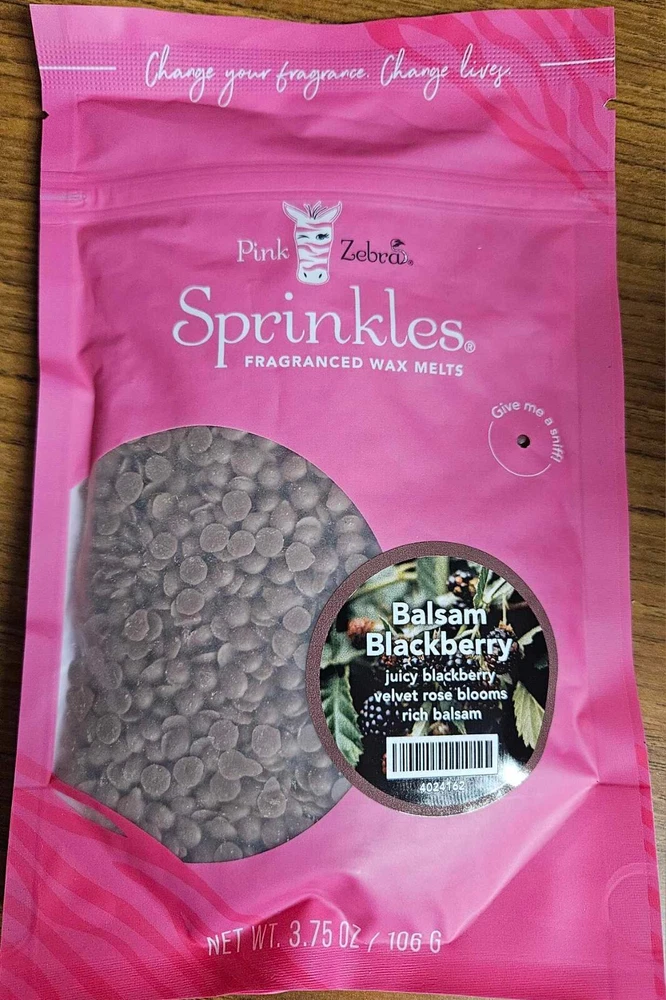 Change your fragrance. Change lives.
Pink Zebra®
Sprinkles®
FRAGRANCED WAX MELTS
Give me a sniff!
Balsam
Blackberry
juicy blackberry
velvet rose blooms
rich balsam
4024162
NET WT. 3.75 OZ / 106 G